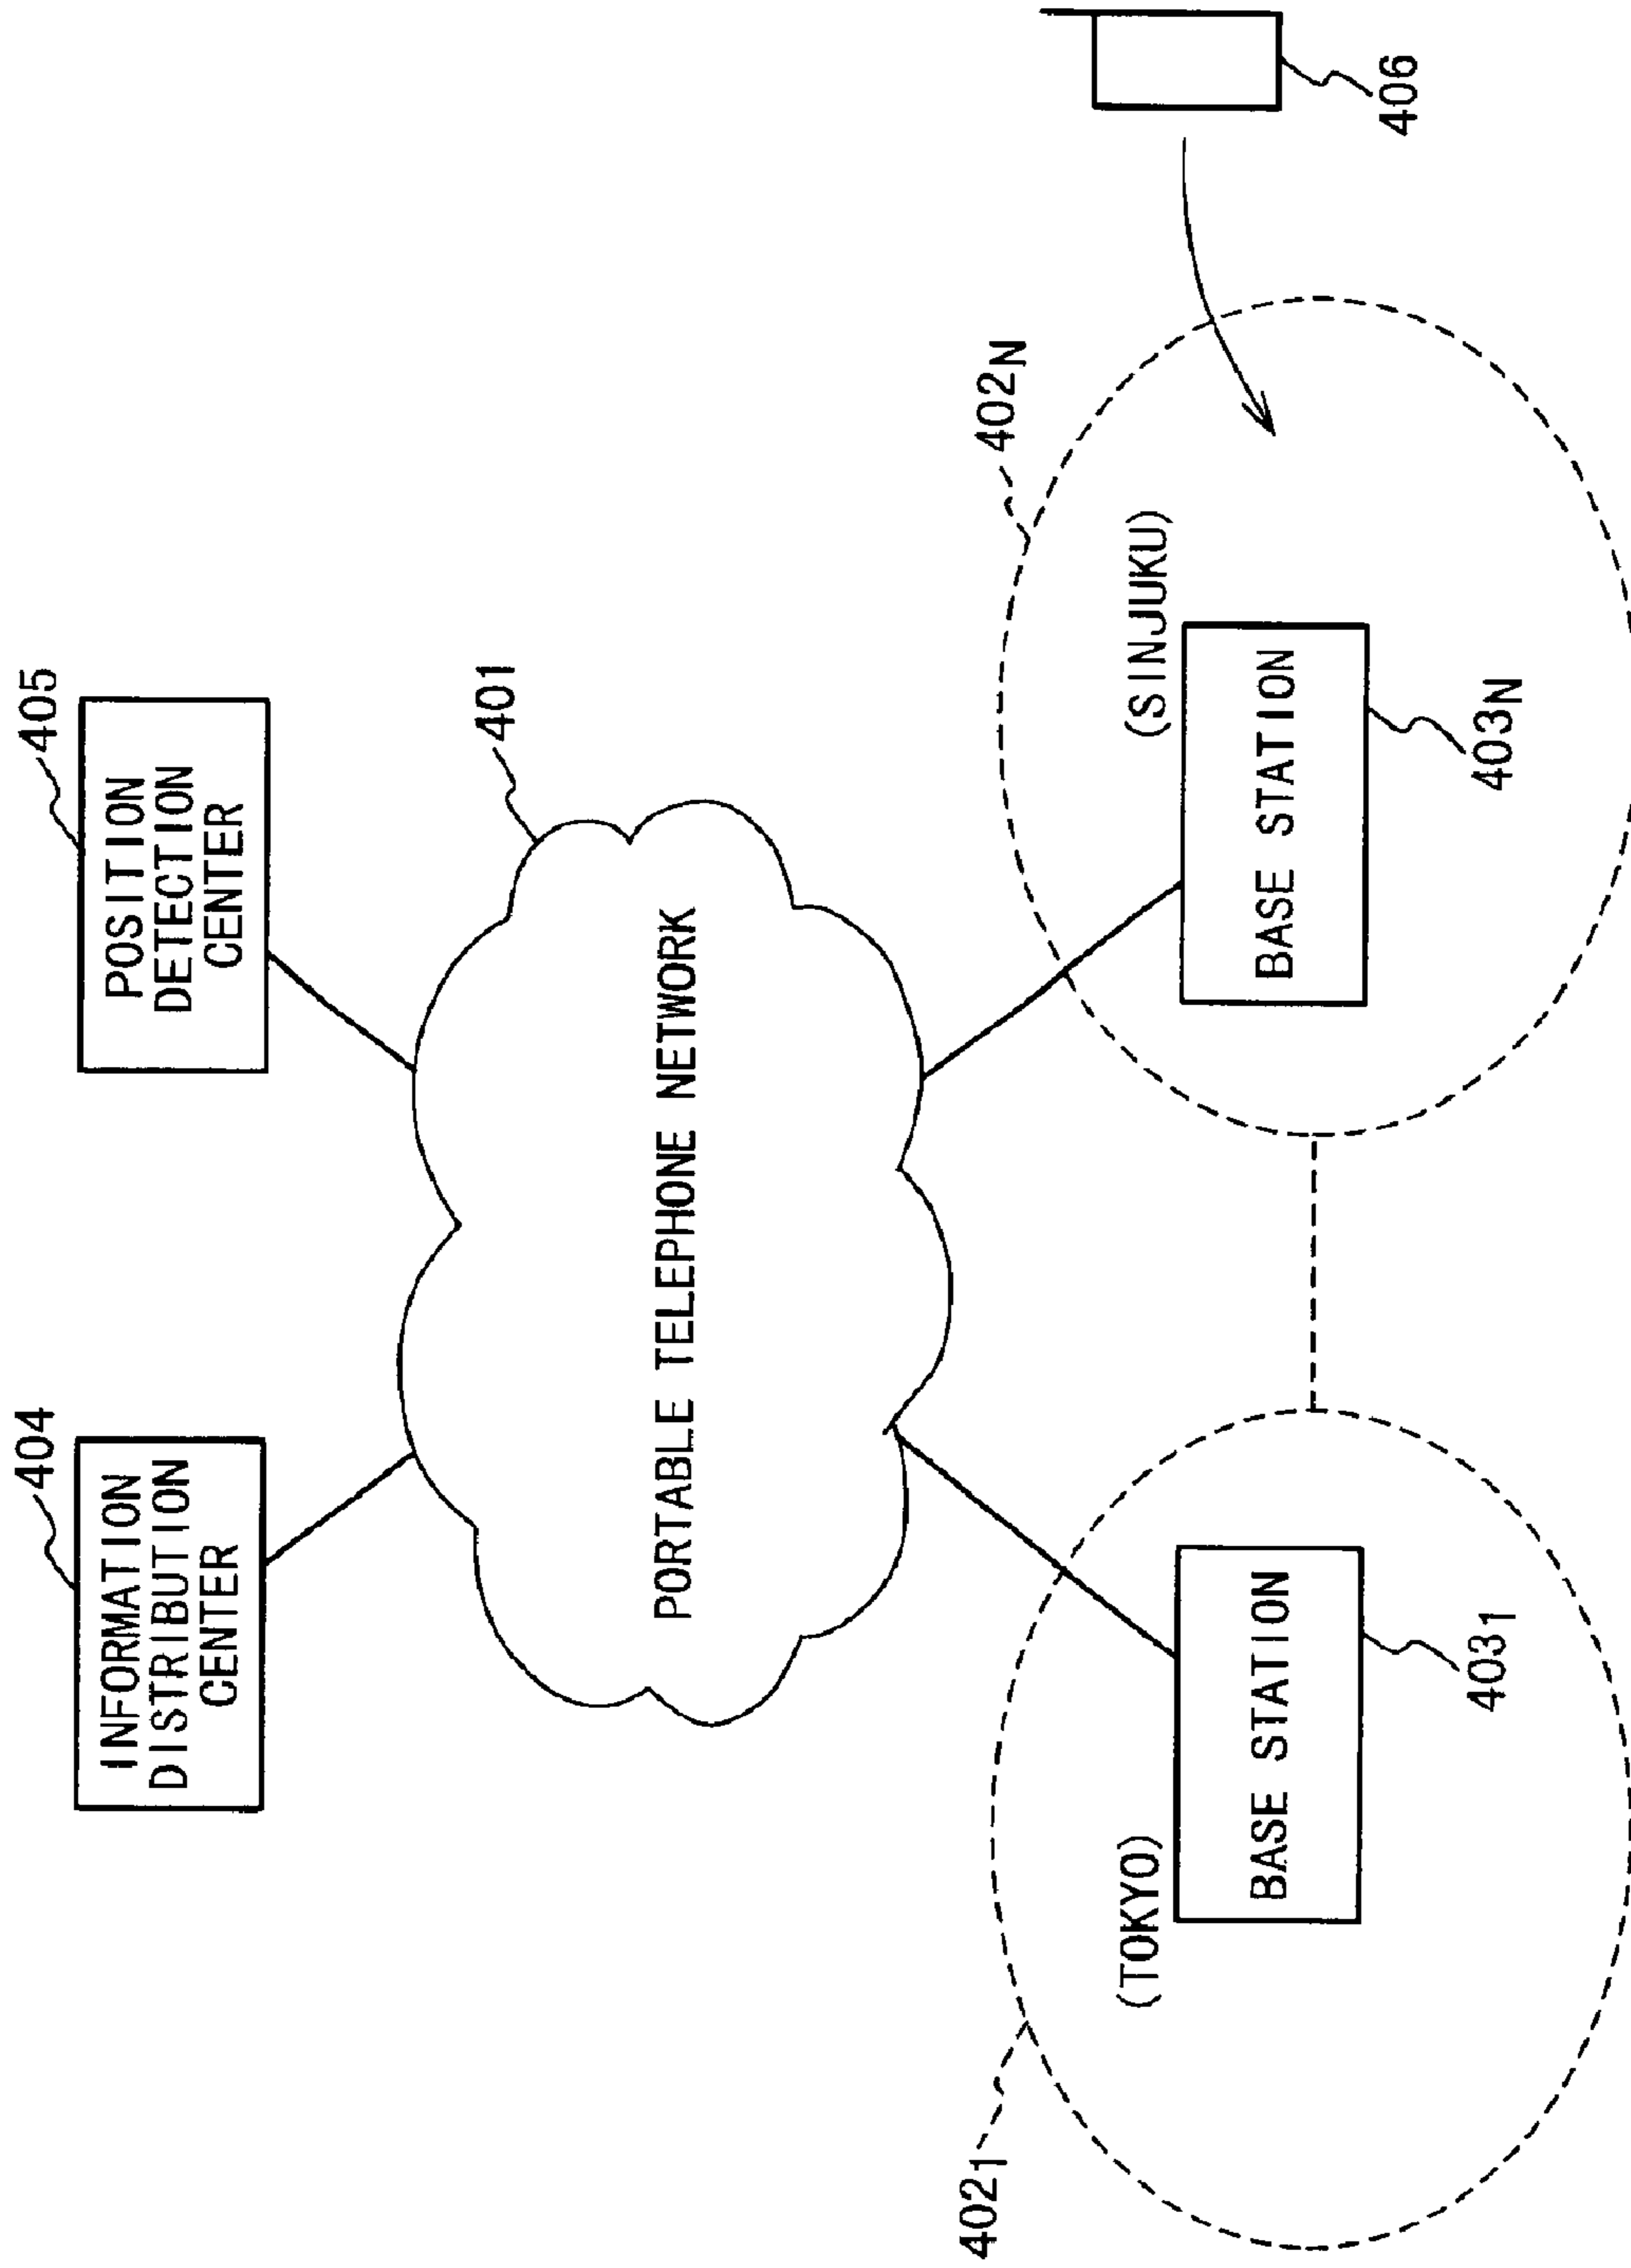 404
INFORMATION
DISTRIBUTION
CENTER
405
POSITION
DETECTION
CENTER
401
PORTABLE TELEPHONE NETWORK
402₁
(TOKYO)
BASE STATION
403₁
402N
(SINJUKU)
BASE STATION
403N
406